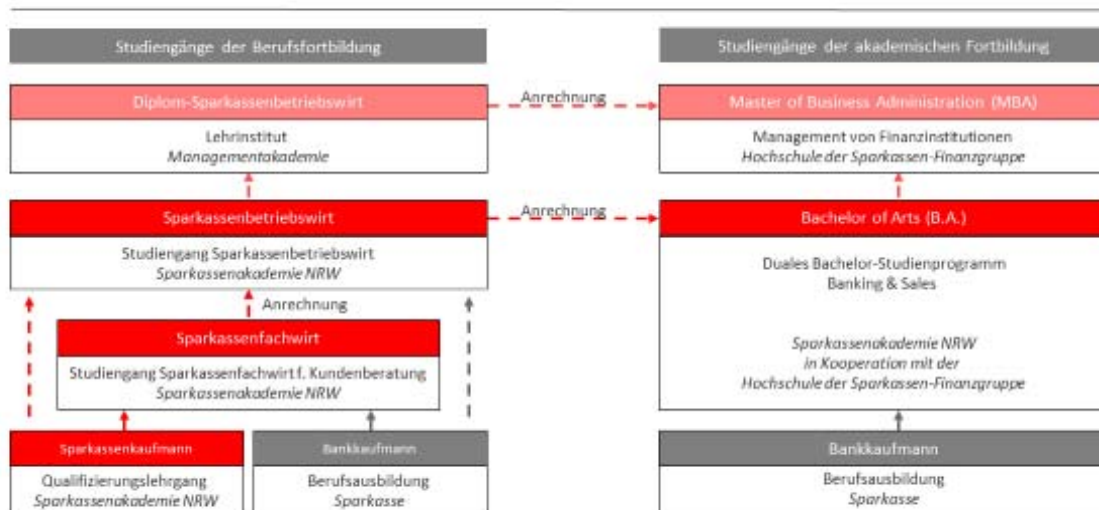 Studiengänge der Berufsfortbildung
Studiengänge der akademischen Fortbildung
Diplom-Sparkassenbetriebswirt
Anrechnung
Master of Business Administration (MBA)
Lehrinstitut
Managementakademie
Management von Finanzinstitutionen
Hochschule der Sparkassen-Finanzgruppe
Sparkassenbetriebswirt
Anrechnung
Bachelor of Arts (B.A.)
Studiengang Sparkassenbetriebswirt
Sparkassenakademie NRW
Duales Bachelor-Studienprogramm
Banking & Sales
Anrechnung
Sparkassenfachwirt
Studiengang Sparkassenfachwirt f. Kundenberatung
Sparkassenakademie NRW
Sparkassenakademie NRW
in Kooperation mit der
Hochschule der Sparkassen-Finanzgruppe
Sparkassenkaufmann
Qualifizierungslehrgang
Sparkassenakademie NRW
Bankkaufmann
Berufsausbildung
Sparkasse
Bankkaufmann
Berufsausbildung
Sparkasse